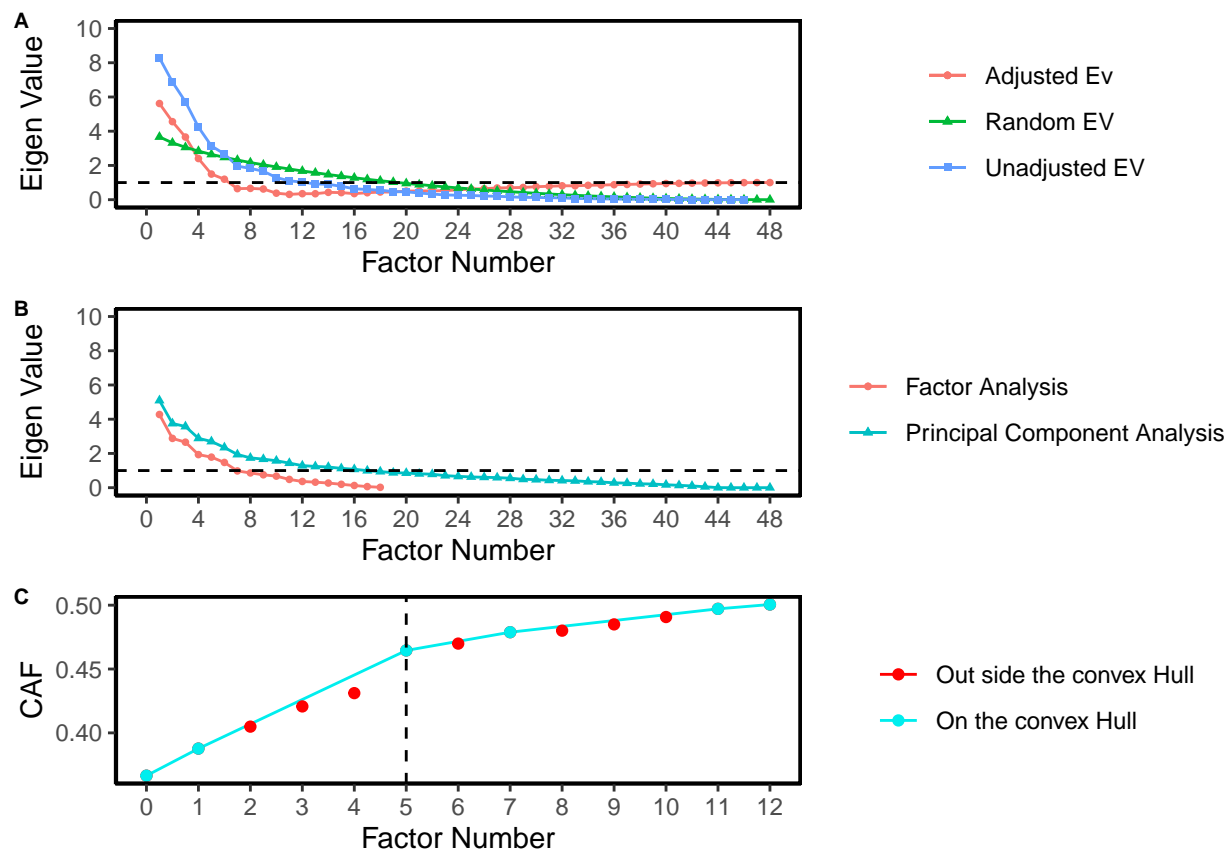 A
Eigen Value
10
8
6
4
2
0
0 4 8 12 16 20 24 28 32 36 40 44 48
Factor Number
Adjusted Ev
Random EV
Unadjusted EV
B
Eigen Value
10
8
6
4
2
0
0 4 8 12 16 20 24 28 32 36 40 44 48
Factor Number
Factor Analysis
Principal Component Analysis
C
CAF
0.50
0.45
0.40
0 1 2 3 4 5 6 7 8 9 10 11 12
Factor Number
Out side the convex Hull
On the convex Hull